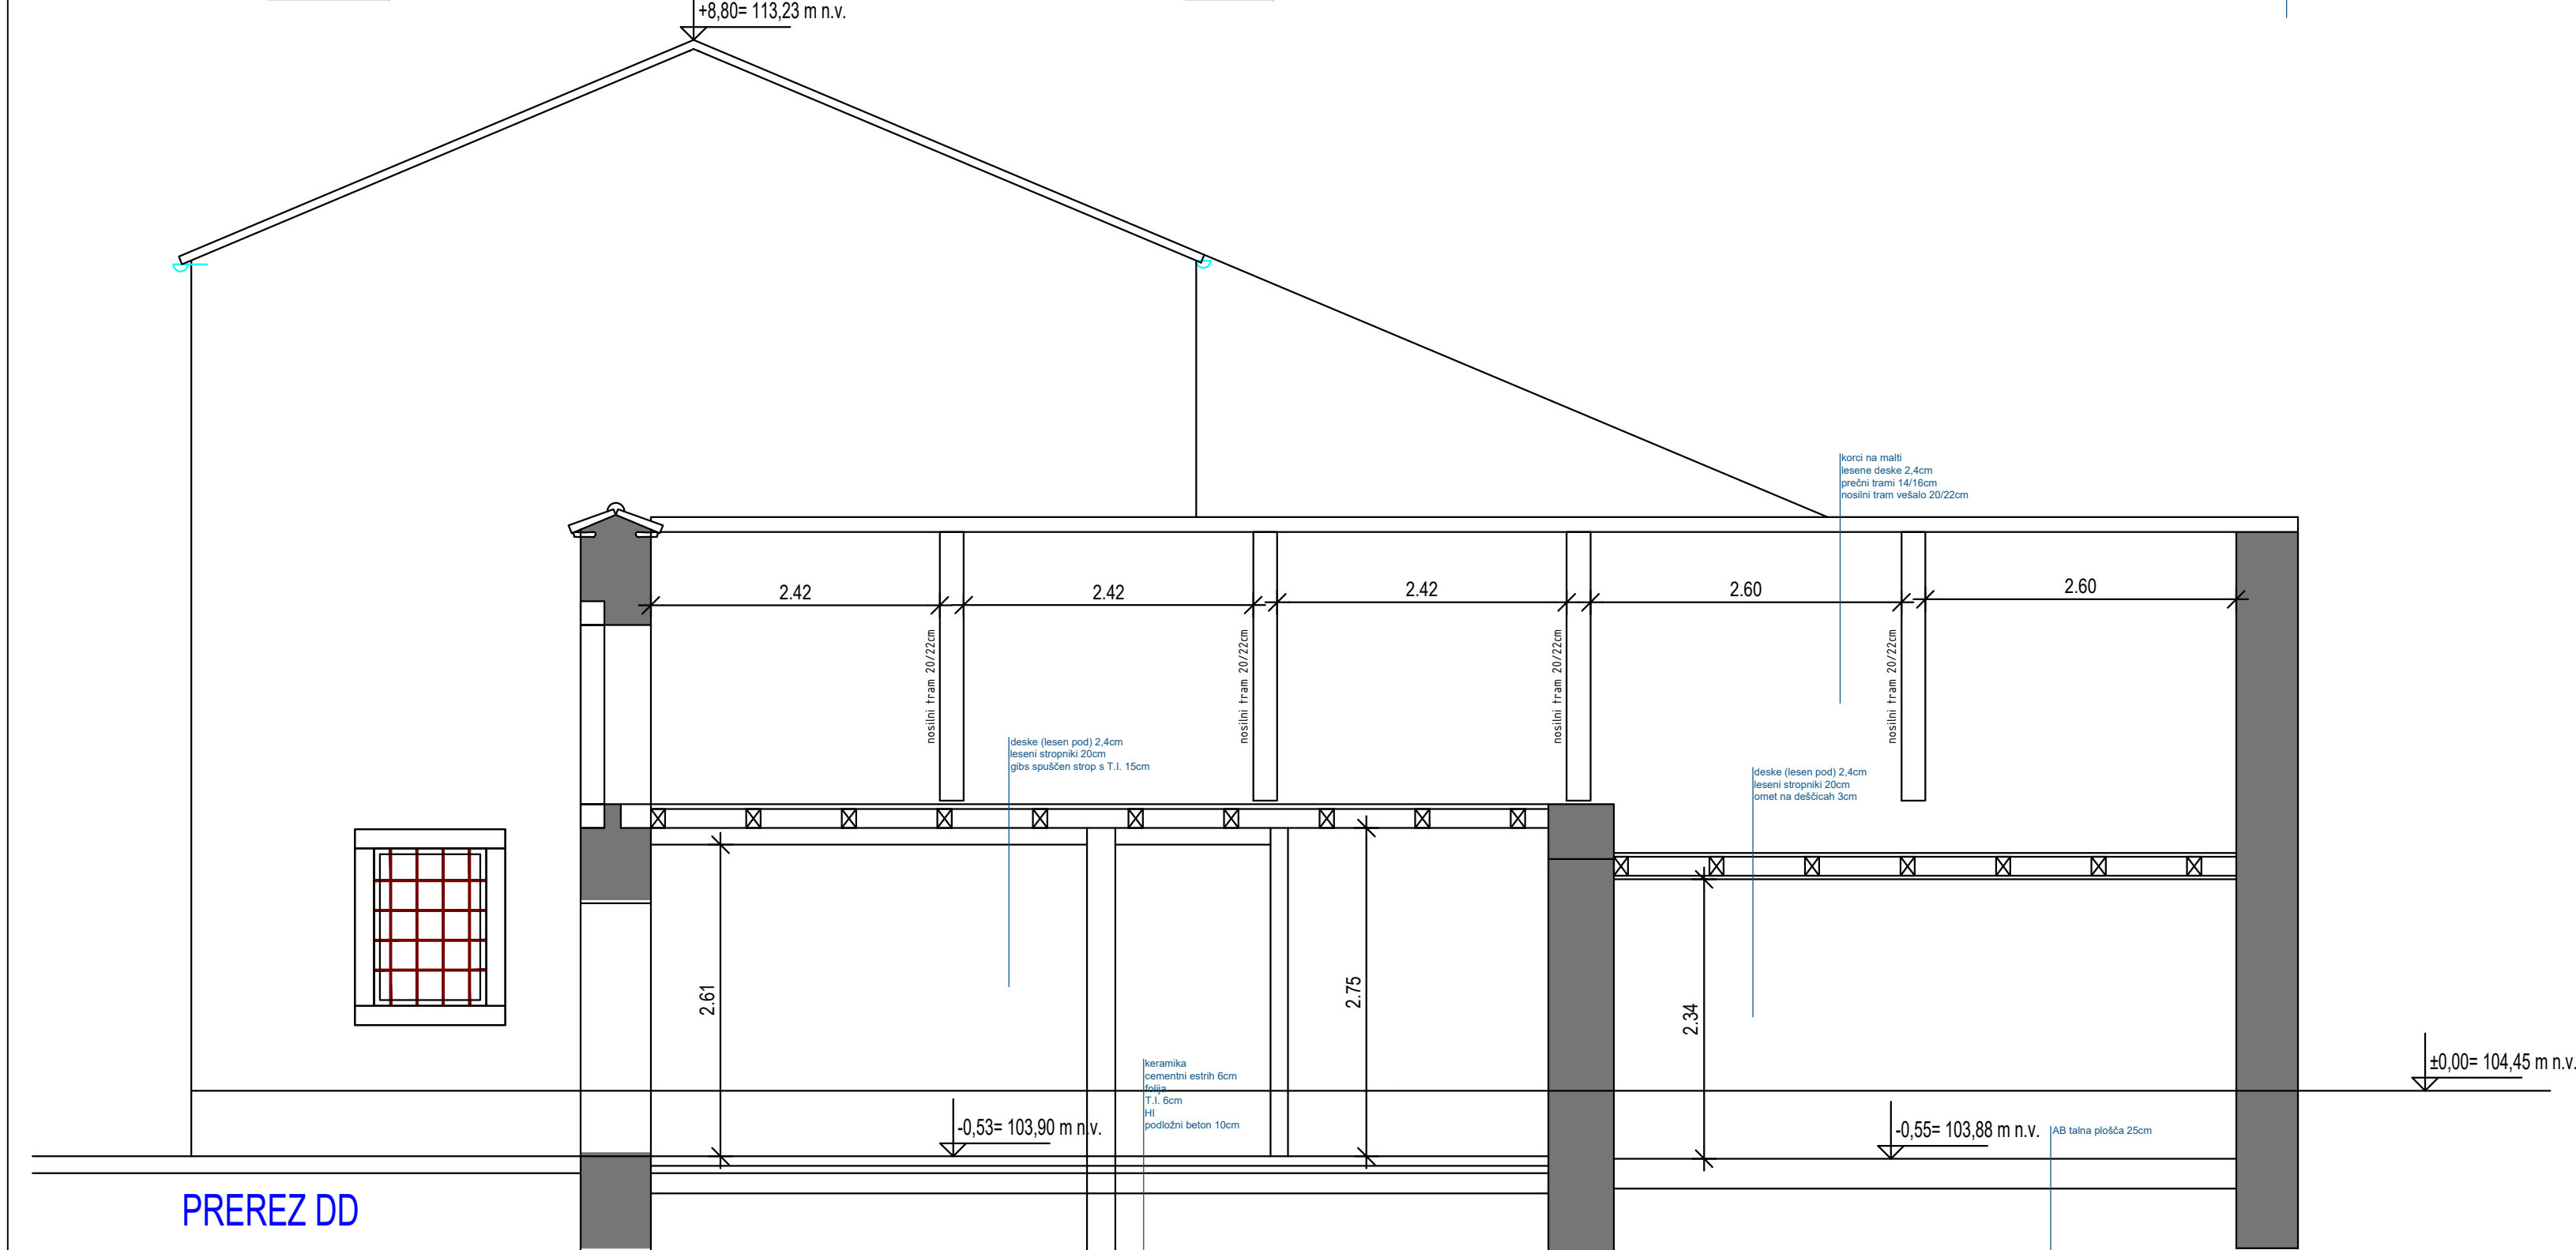 +8,80= 113,23 m n.v.
korci na malti
lesene deske 2,4cm
prečni trami 14/16cm
nosilni tram vešalo 20/22cm
2.42
2.42
2.42
2.60
2.60
nosilni tram 20/22cm
nosilni tram 20/22cm
nosilni tram 20/22cm
nosilni tram 20/22cm
deske (lesen pod) 2,4cm
leseni stropniki 20cm
gibs spuščen strop s T.I. 15cm
deske (lesen pod) 2,4cm
leseni stropniki 20cm
omet na deščicah 3cm
2.61
2.75
2.34
keramika
cementni estrih 6cm
folija
T.I. 6cm
HI
podložni beton 10cm
±0,00= 104,45 m n.v.
-0,53= 103,90 m n.v.
-0,55= 103,88 m n.v.
AB talna plošča 25cm
PREREZ DD